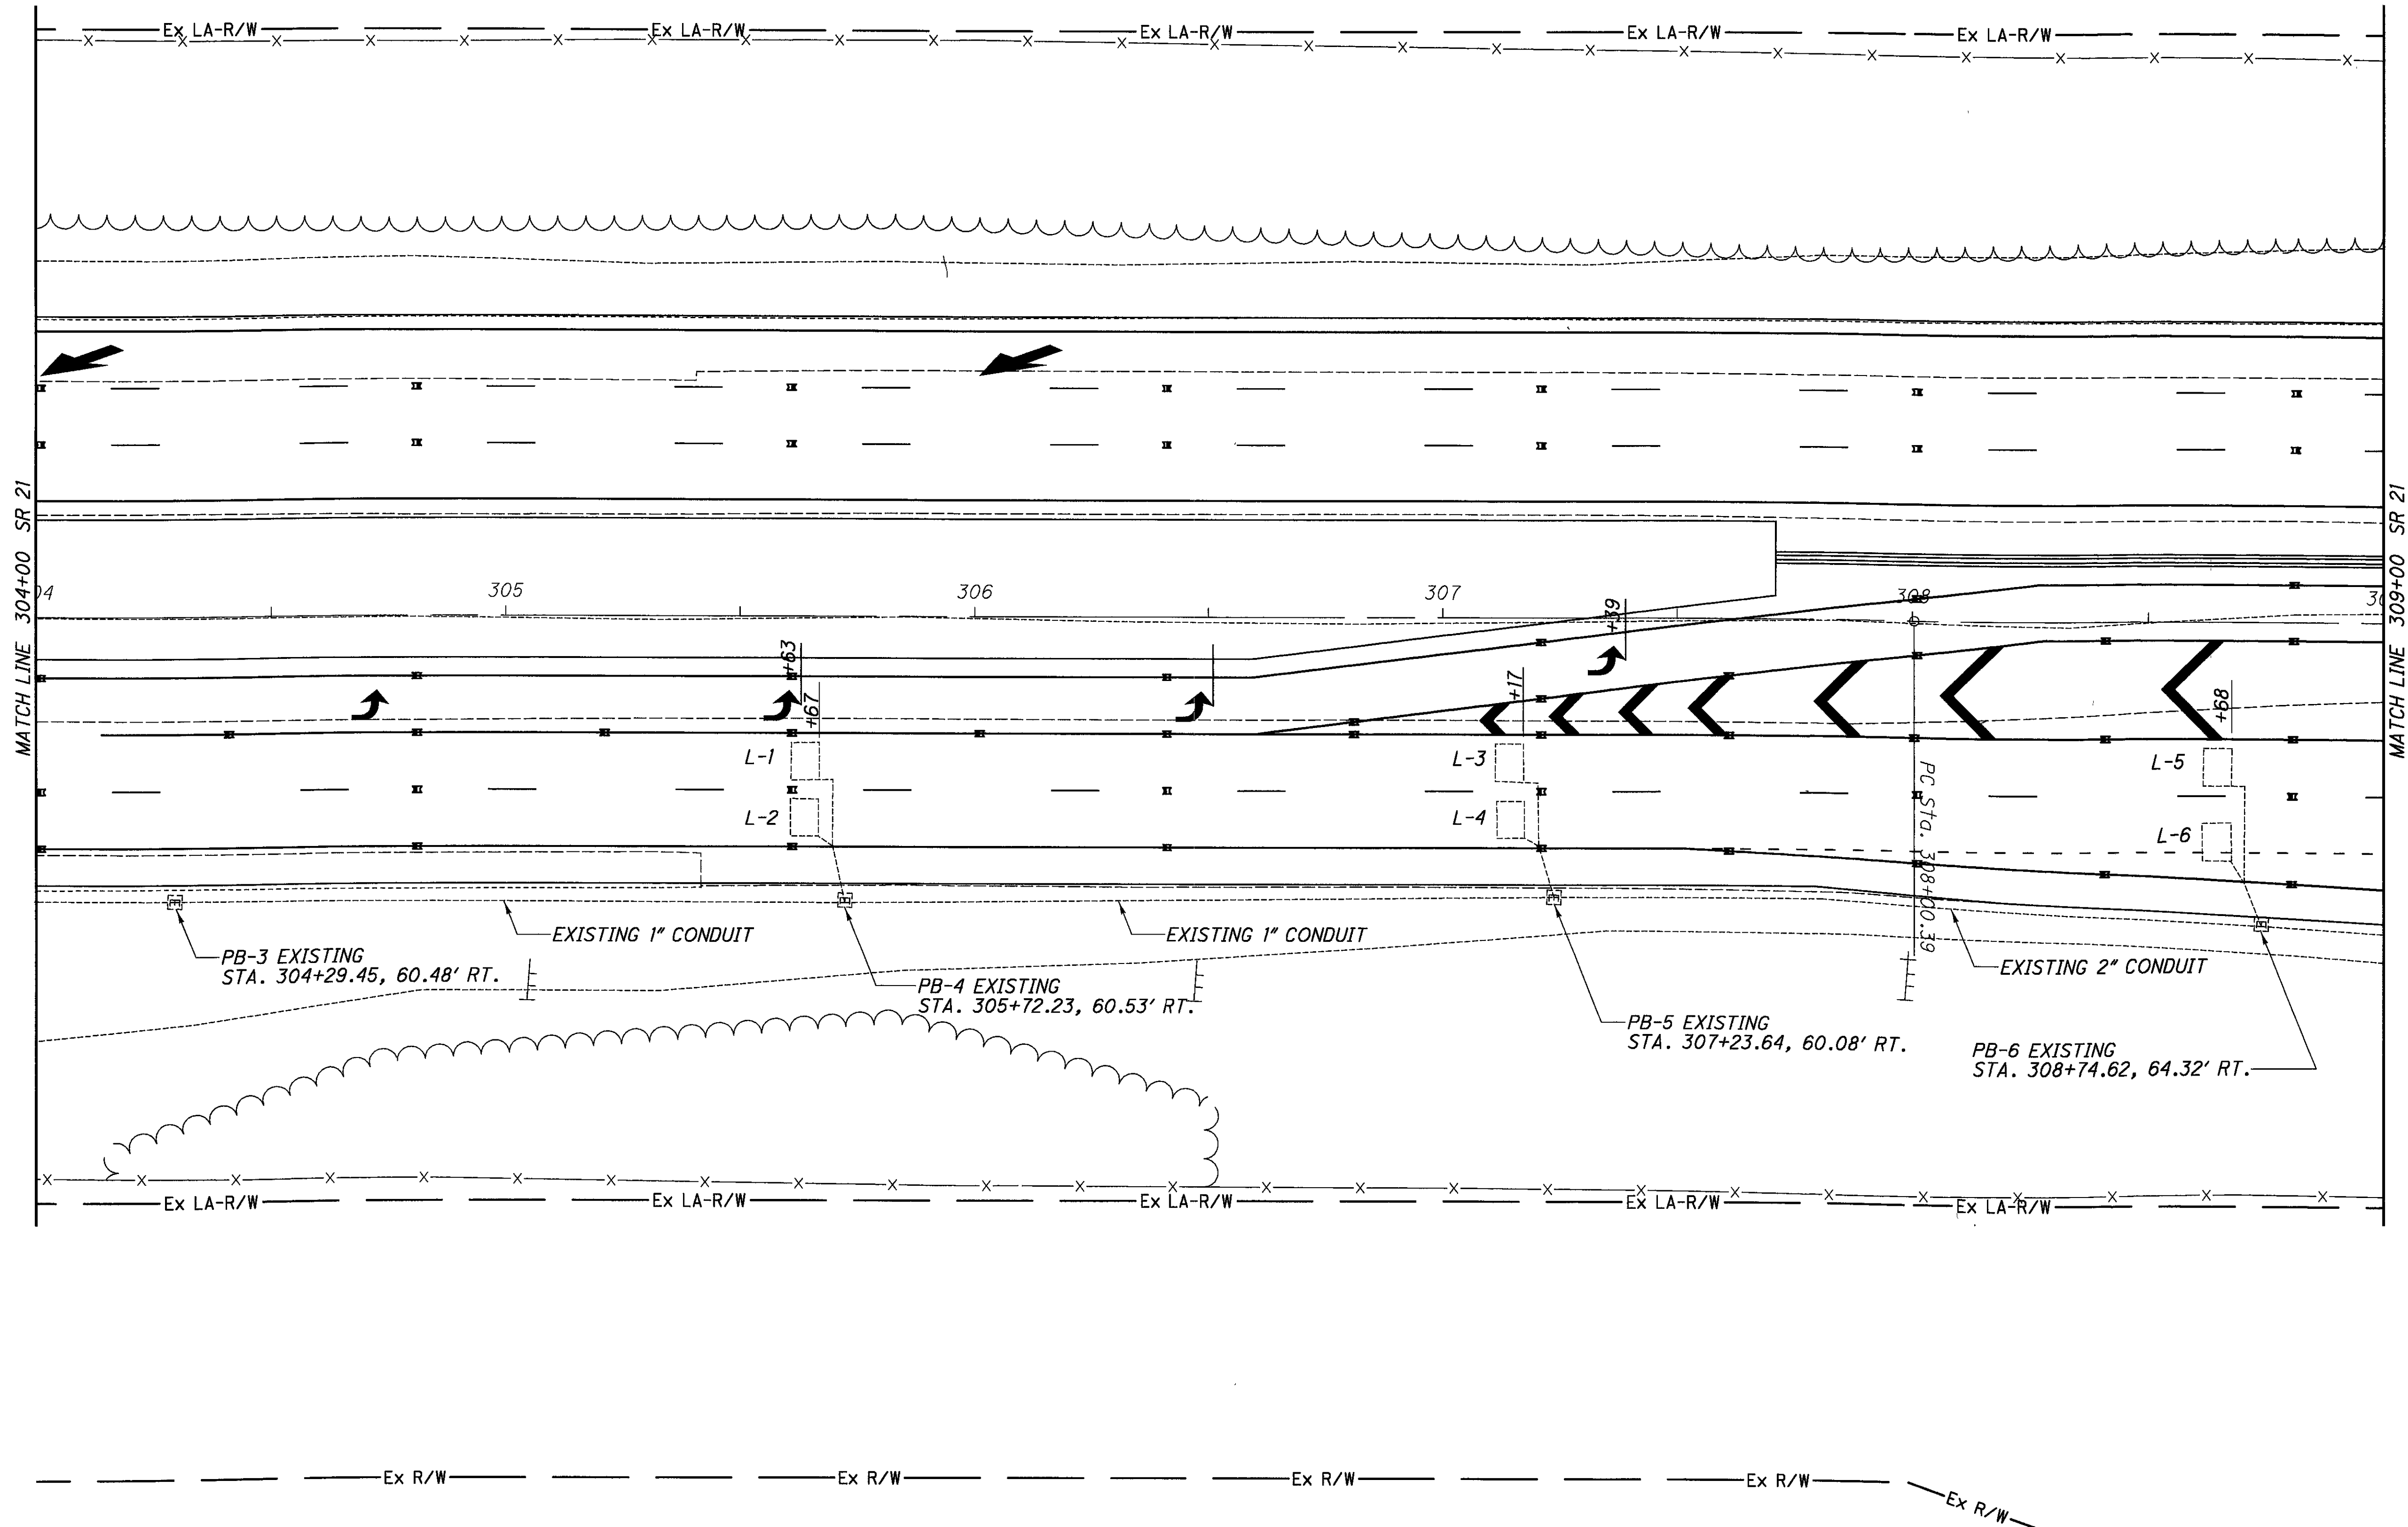 Ex LA-R/W Ex LA-R/W Ex LA-R/W Ex LA-R/W Ex LA-R/W
MATCH LINE 304+00 SR 21
MATCH LINE 309+00 SR 21
04 305 306 307 308 30
+63
+67
+39
+17
+68
L-1
L-2
L-3
L-4
L-5
L-6
PC Sta. 308+00.39
EXISTING 1" CONDUIT
EXISTING 1" CONDUIT
EXISTING 2" CONDUIT
PB-3 EXISTING
STA. 304+29.45, 60.48' RT.
PB-4 EXISTING
STA. 305+72.23, 60.53' RT.
PB-5 EXISTING
STA. 307+23.64, 60.08' RT.
PB-6 EXISTING
STA. 308+74.62, 64.32' RT.
Ex LA-R/W Ex LA-R/W Ex LA-R/W Ex LA-R/W Ex LA-R/W
Ex R/W Ex R/W Ex R/W Ex R/W Ex R/W